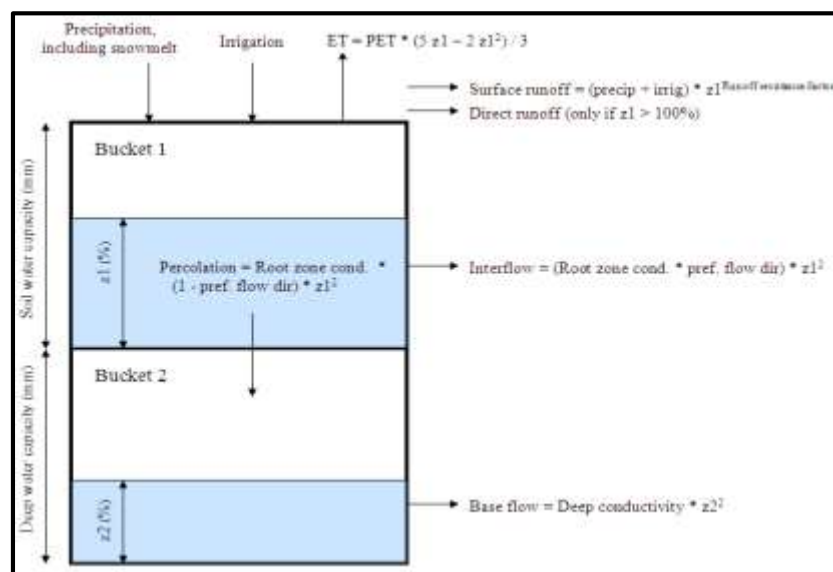 Precipitation,
including snowmelt
Irrigation
ET = PET * (5 z1 – 2 z1²) / 3
Surface runoff = (precip + irrig) * z1^Runoff resistance factor
Direct runoff (only if z1 > 100%)
Soil water capacity (mm)
Bucket 1
z1 (%)
Percolation = Root zone cond. *
(1 - pref. flow dir) * z1²
Interflow = (Root zone cond. * pref. flow dir) * z1²
Deep water capacity (mm)
Bucket 2
z2 (%)
Base flow = Deep conductivity * z2²